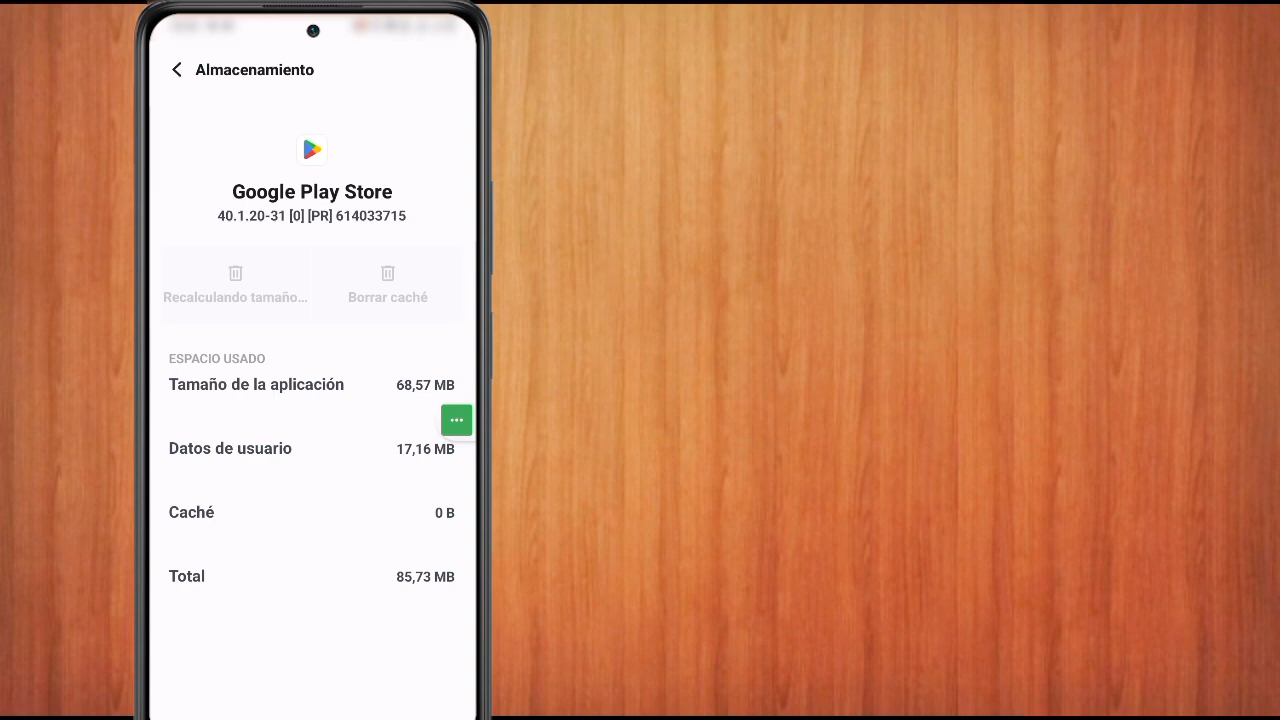 Almacenamiento
Google Play Store
40.1.20-31 [0] [PR] 614033715
Recalculando tamaño...
Borrar caché
ESPACIO USADO
Tamaño de la aplicación 68,57 MB
Datos de usuario 17,16 MB
Caché 0 B
Total 85,73 MB